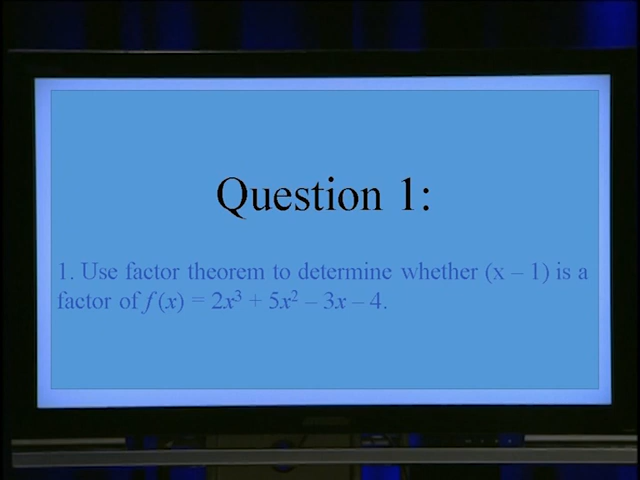 Question 1:
1. Use factor theorem to determine whether (x – 1) is a
factor of f (x) = 2x³ + 5x² – 3x – 4.